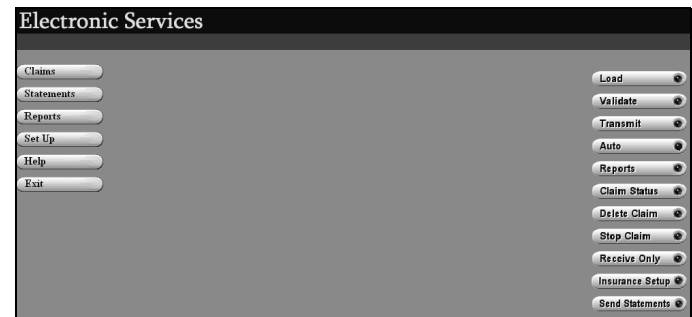 Electronic Services
Claims
Statements
Reports
Set Up
Help
Exit
Load
Validate
Transmit
Auto
Reports
Claim Status
Delete Claim
Stop Claim
Receive Only
Insurance Setup
Send Statements